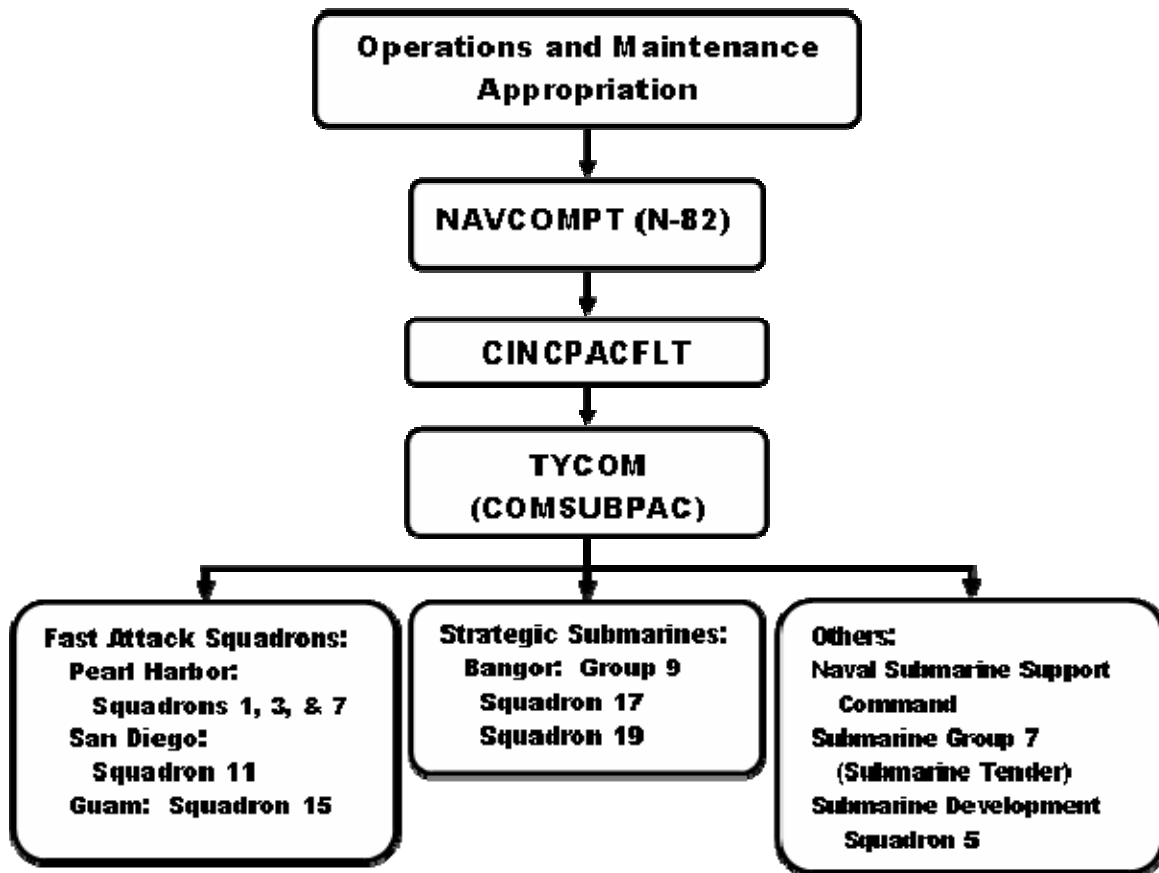 Operations and Maintenance
Appropriation
NAVCOMPT (N-82)
CINCPACFLT
TYCOM
(COMSUBPAC)
Fast Attack Squadrons:
Pearl Harbor:
Squadrons 1, 3, & 7
San Diego:
Squadron 11
Guam: Squadron 15
Strategic Submarines:
Bangor: Group 9
Squadron 17
Squadron 19
Others:
Naval Submarine Support
Command
Submarine Group 7
(Submarine Tender)
Submarine Development
Squadron 5